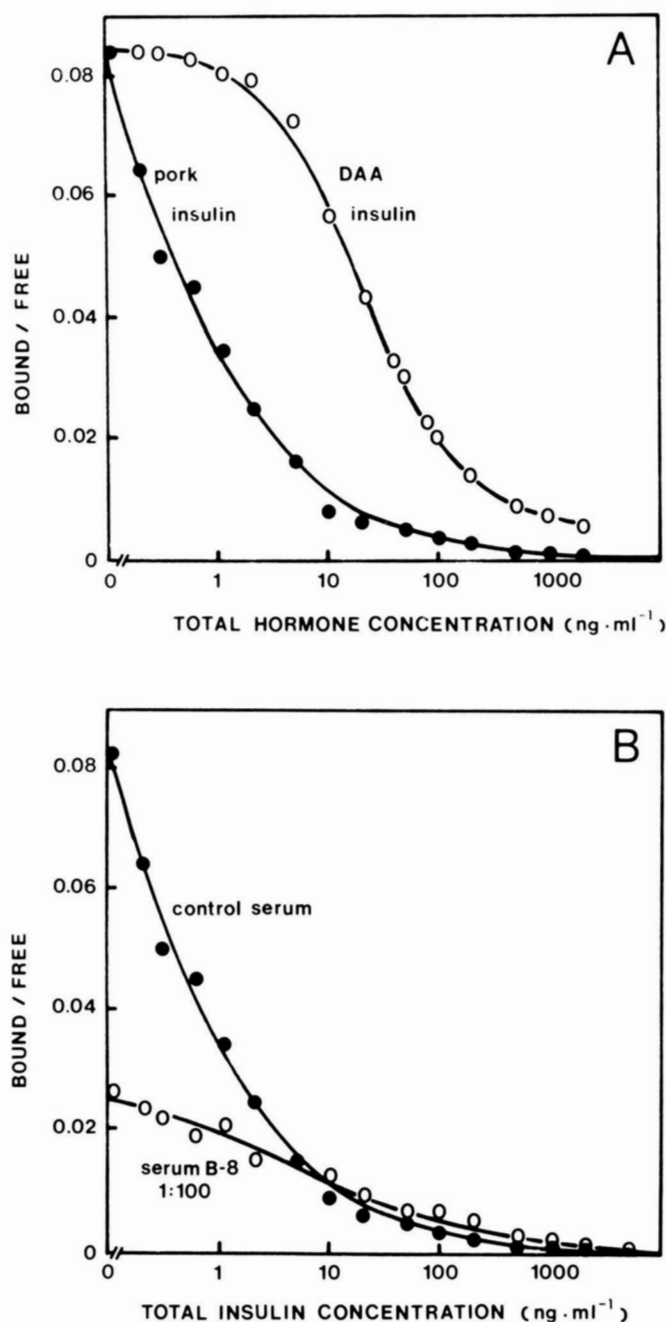 A
0.08
0.06
0.04
0.02
0
BOUND / FREE
pork
insulin
DAA
insulin
0 1 10 100 1000
TOTAL HORMONE CONCENTRATION (ng·ml⁻¹)
B
0.08
0.06
0.04
0.02
0
BOUND / FREE
control serum
serum B-8
1:100
0 1 10 100 1000
TOTAL INSULIN CONCENTRATION (ng·ml⁻¹)